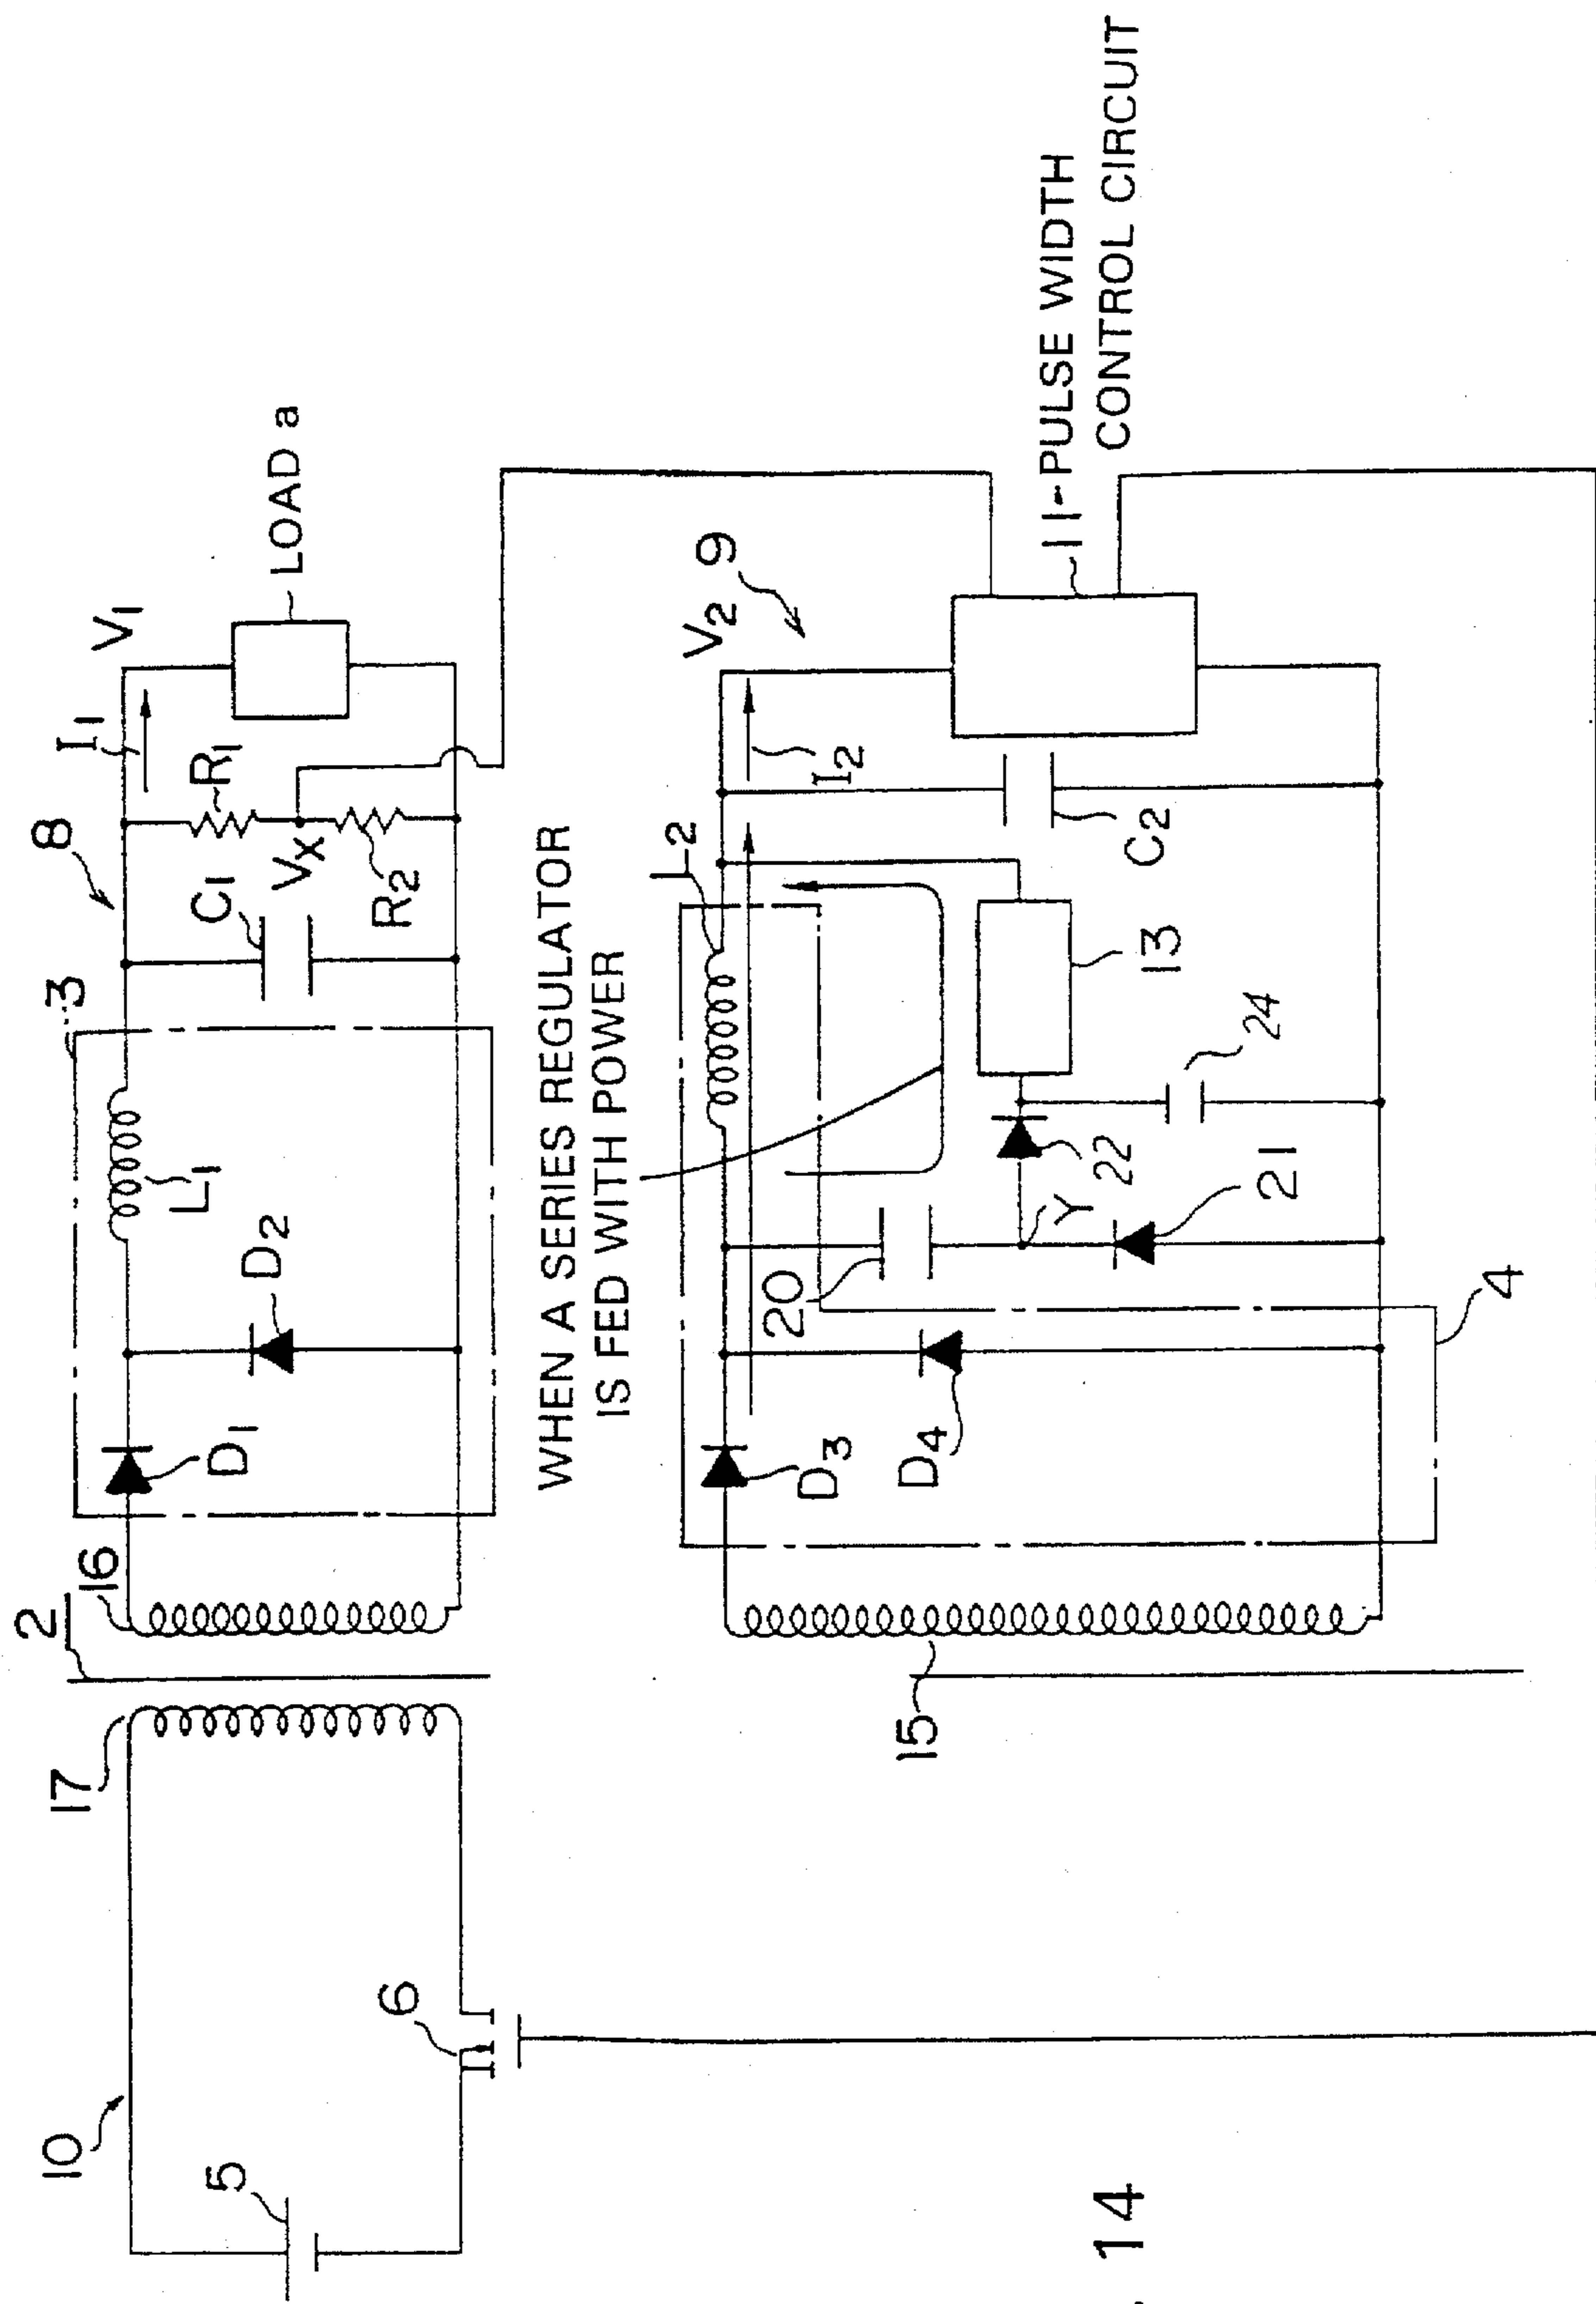 10
5
6
17
2
16
3
D1
D2
L1
8
C1
VX
R1
R2
I1
V1
LOAD a
WHEN A SERIES REGULATOR
IS FED WITH POWER
15
D3
D4
4
20
Y
21
22
24
13
L2
C2
I2
V2
9
11-PULSE WIDTH
CONTROL CIRCUIT
14